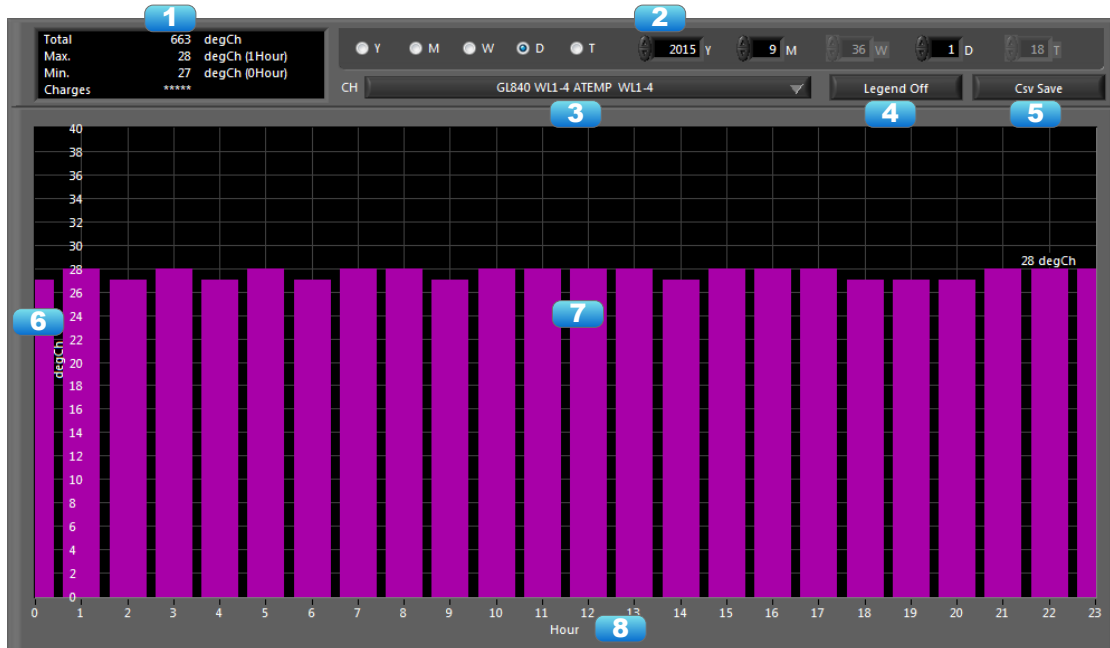 1
2
Total 663 degCh
Max. 28 degCh (1Hour)
Min. 27 degCh (0Hour)
Charges *****
Y M W D T 2015 Y 9 M 36 W 1 D 18 T
CH GL840 WL1-4 ATEMP WL1-4 Legend Off Csv Save
3 4 5
40
38
36
34
32
30
28 degCh
28
26
6 24 7
22
degCh
20
18
16
14
12
10
8
6
4
2
0
0 1 2 3 4 5 6 7 8 9 10 11 12 13 14 15 16 17 18 19 20 21 22 23
Hour 8